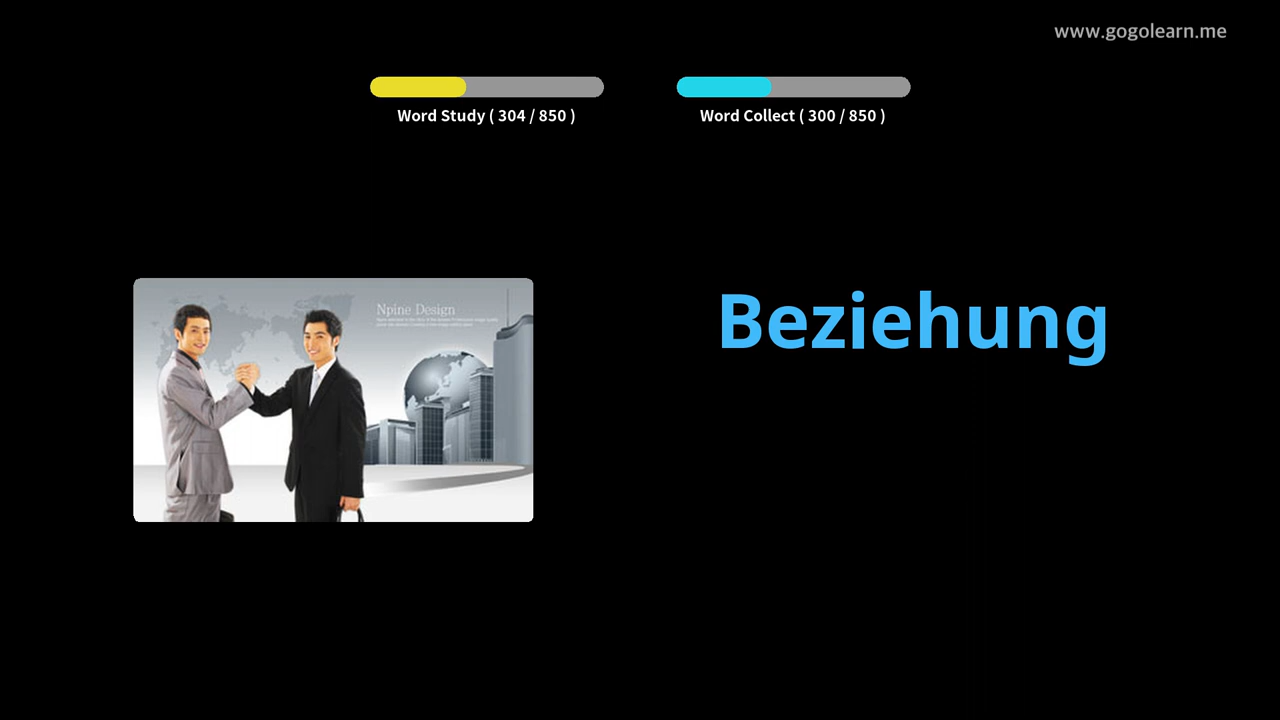 www.gogolearn.me
Word Study ( 304 / 850 )
Word Collect ( 300 / 850 )
Npine Design
Beziehung